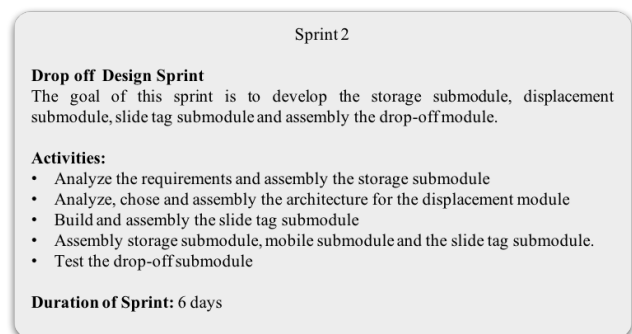 Sprint 2
Drop off Design Sprint
The goal of this sprint is to develop the storage submodule, displacement
submodule, slide tag submodule and assembly the drop-off module.
Activities:
• Analyze the requirements and assembly the storage submodule
• Analyze, chose and assembly the architecture for the displacement module
• Build and assembly the slide tag submodule
• Assembly storage submodule, mobile submodule and the slide tag submodule.
• Test the drop-off submodule
Duration of Sprint: 6 days